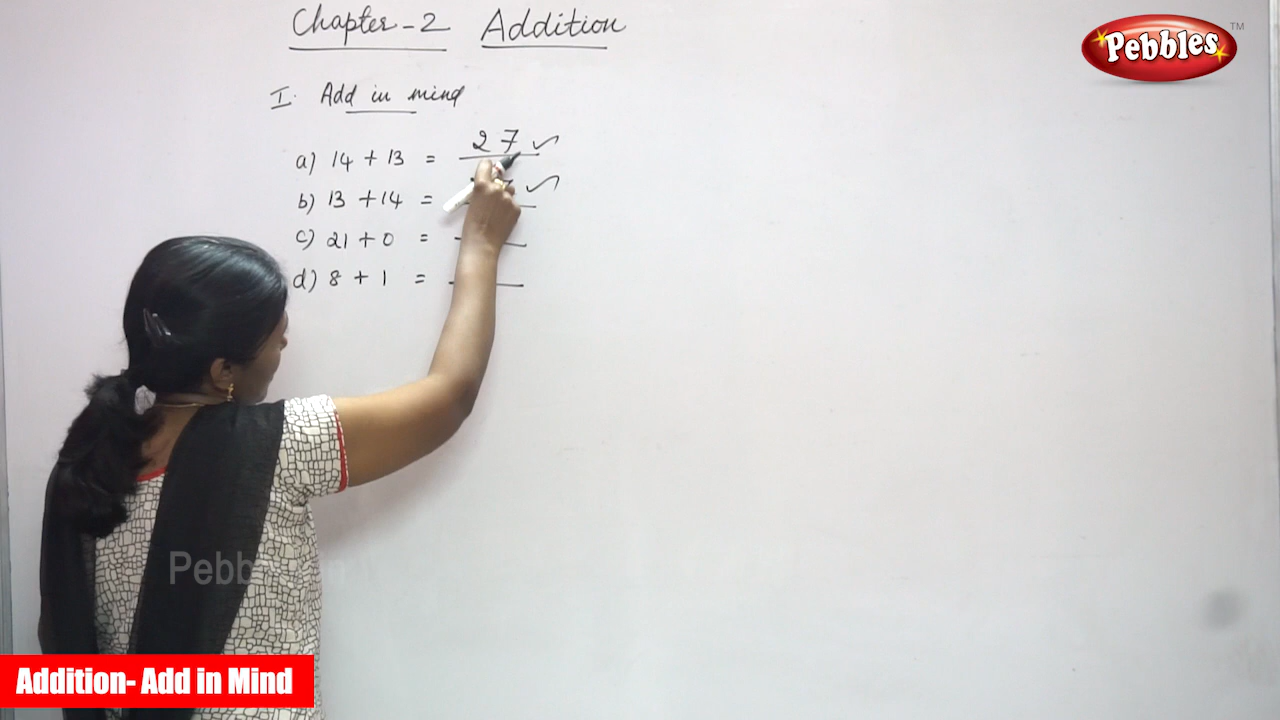 Chapter-2 Addition
Pebbles TM
I. Add in mind
a) 14 + 13 = 27
b) 13 + 14 =
c) 21 + 0 =
d) 8 + 1 =
Addition- Add in Mind